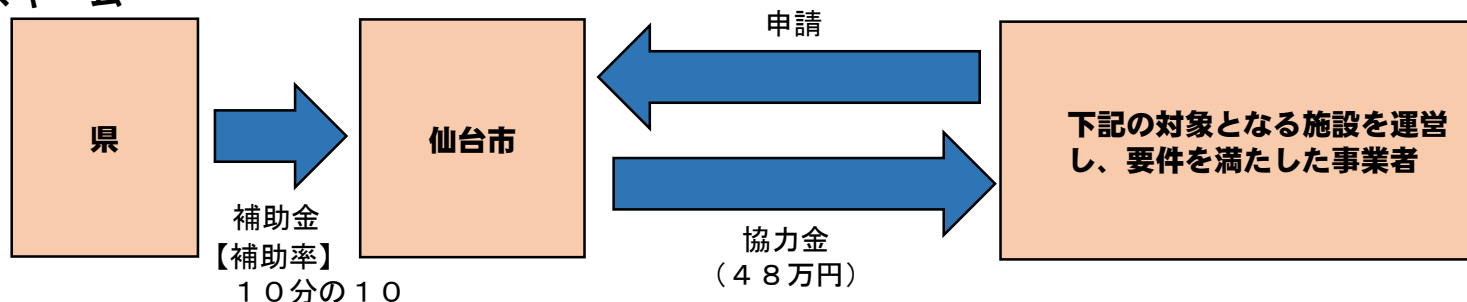 申請
県
仙台市
下記の対象となる施設を運営
し、要件を満たした事業者
補助金
【補助率】
１０分の１０
協力金
（４８万円）